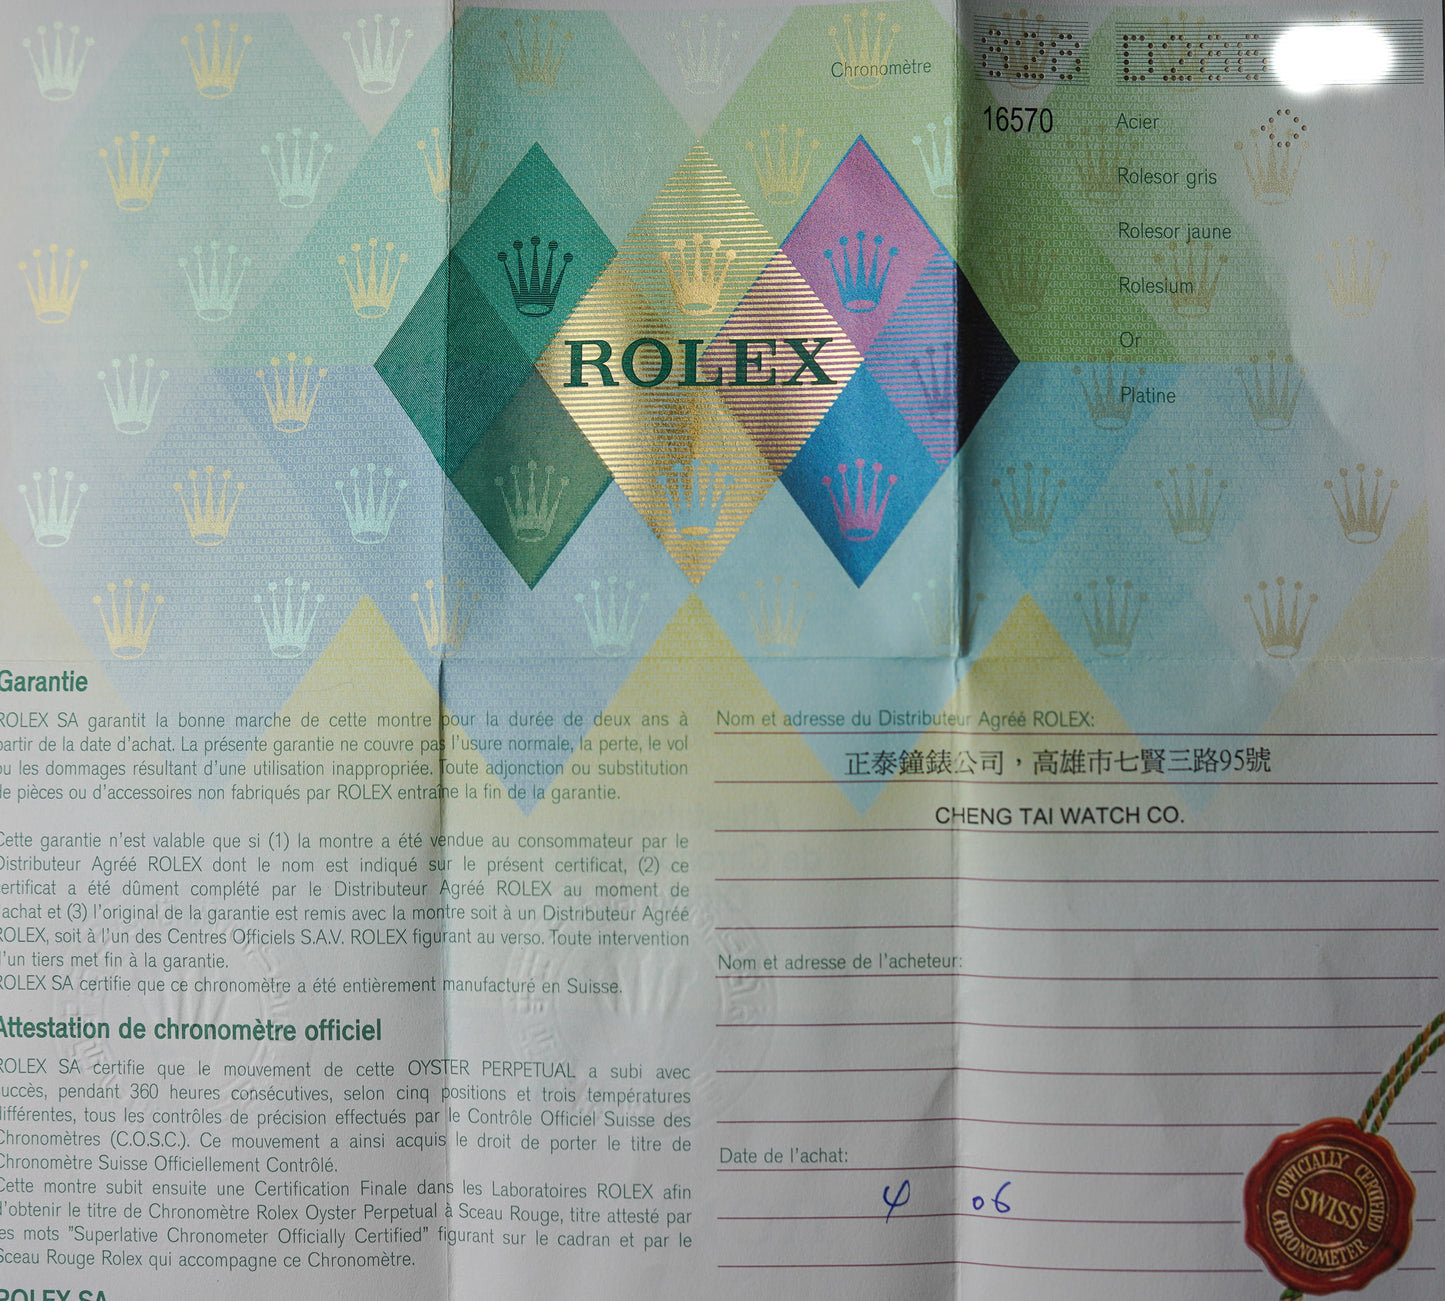 Chronomètre
16570
Acier
Rolesor gris
Rolesor jaune
Rolesium
Or
Platine
ROLEX
Garantie
ROLEX SA garantit la bonne marche de cette montre pour la durée de deux ans à
partir de la date d'achat. La présente garantie ne couvre pas l'usure normale, la perte, le vol
ou les dommages résultant d'une utilisation inappropriée. Toute adjonction ou substitution
de pièces ou d'accessoires non fabriqués par ROLEX entraîne la fin de la garantie.
Cette garantie n'est valable que si (1) la montre a été vendue au consommateur par le
Distributeur Agréé ROLEX dont le nom est indiqué sur le présent certificat, (2) ce
certificat a été dûment complété par le Distributeur Agréé ROLEX au moment de
l'achat et (3) l'original de la garantie est remis avec la montre soit à un Distributeur Agréé
ROLEX, soit à l'un des Centres Officiels S.A.V. ROLEX figurant au verso. Toute intervention
d'un tiers met fin à la garantie.
ROLEX SA certifie que ce chronomètre a été entièrement manufacturé en Suisse.
Attestation de chronomètre officiel
ROLEX SA certifie que le mouvement de cette OYSTER PERPETUAL a subi avec
succès, pendant 360 heures consécutives, selon cinq positions et trois températures
différentes, tous les contrôles de précision effectués par le Contrôle Officiel Suisse des
Chronomètres (C.O.S.C.). Ce mouvement a ainsi acquis le droit de porter le titre de
Chronomètre Suisse Officiellement Contrôlé.
Cette montre subit ensuite une Certification Finale dans les Laboratoires ROLEX afin
d'obtenir le titre de Chronomètre Rolex Oyster Perpetual à Sceau Rouge, titre attesté par
les mots "Superlative Chronometer Officially Certified" figurant sur le cadran et par le
Sceau Rouge Rolex qui accompagne ce Chronomètre.
ROLEX SA
Nom et adresse du Distributeur Agréé ROLEX:
正泰鐘錶公司，高雄市七賢三路95號
CHENG TAI WATCH CO.
Nom et adresse de l'acheteur:
Date de l'achat:
06
OFFICIALLY CERTIFIED
SWISS
CHRONOMETER